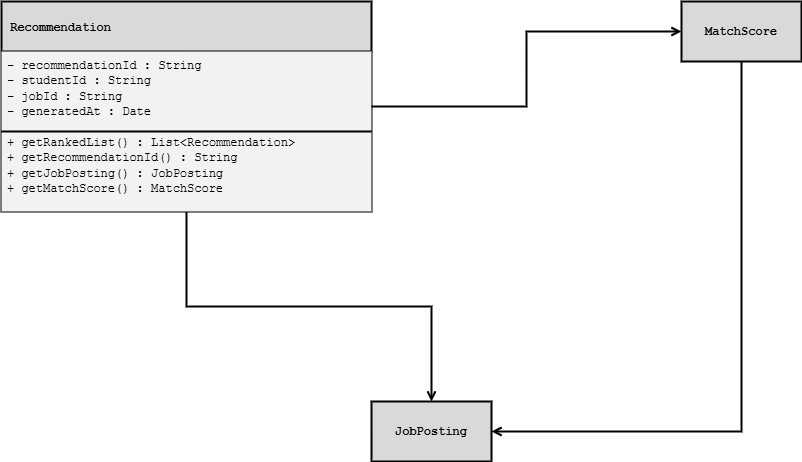 Recommendation
- recommendationId : String
- studentId : String
- jobId : String
- generatedAt : Date
+ getRankedList() : List<Recommendation>
+ getRecommendationId() : String
+ getJobPosting() : JobPosting
+ getMatchScore() : MatchScore
MatchScore
JobPosting